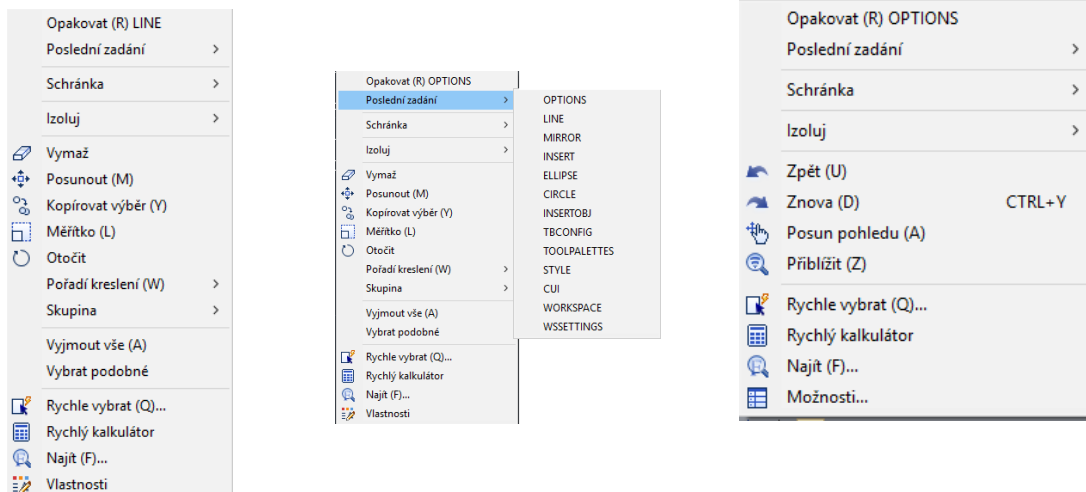 Opakovat (R) LINE
Poslední zadání
Schránka
Izoluj
Vymaž
Posunout (M)
Kopírovat výběr (Y)
Měřítko (L)
Otočit
Pořadí kreslení (W)
Skupina
Vyjmout vše (A)
Vybrat podobné
Rychle vybrat (Q)...
Rychlý kalkulátor
Najít (F)...
Vlastnosti
Opakovat (R) OPTIONS
Poslední zadání
Schránka
Izoluj
Vymaž
Posunout (M)
Kopírovat výběr (Y)
Měřítko (L)
Otočit
Pořadí kreslení (W)
Skupina
Vyjmout vše (A)
Vybrat podobné
Rychle vybrat (Q)...
Rychlý kalkulátor
Najít (F)...
Vlastnosti
OPTIONS
LINE
MIRROR
INSERT
ELLIPSE
CIRCLE
INSERTOBJ
TBCONFIG
TOOLPALETTES
STYLE
CUI
WORKSPACE
WSSETTINGS
Opakovat (R) OPTIONS
Poslední zadání
Schránka
Izoluj
Zpět (U)
Znova (D) CTRL+Y
Posun pohledu (A)
Přiblížit (Z)
Rychle vybrat (Q)...
Rychlý kalkulátor
Najít (F)...
Možnosti...